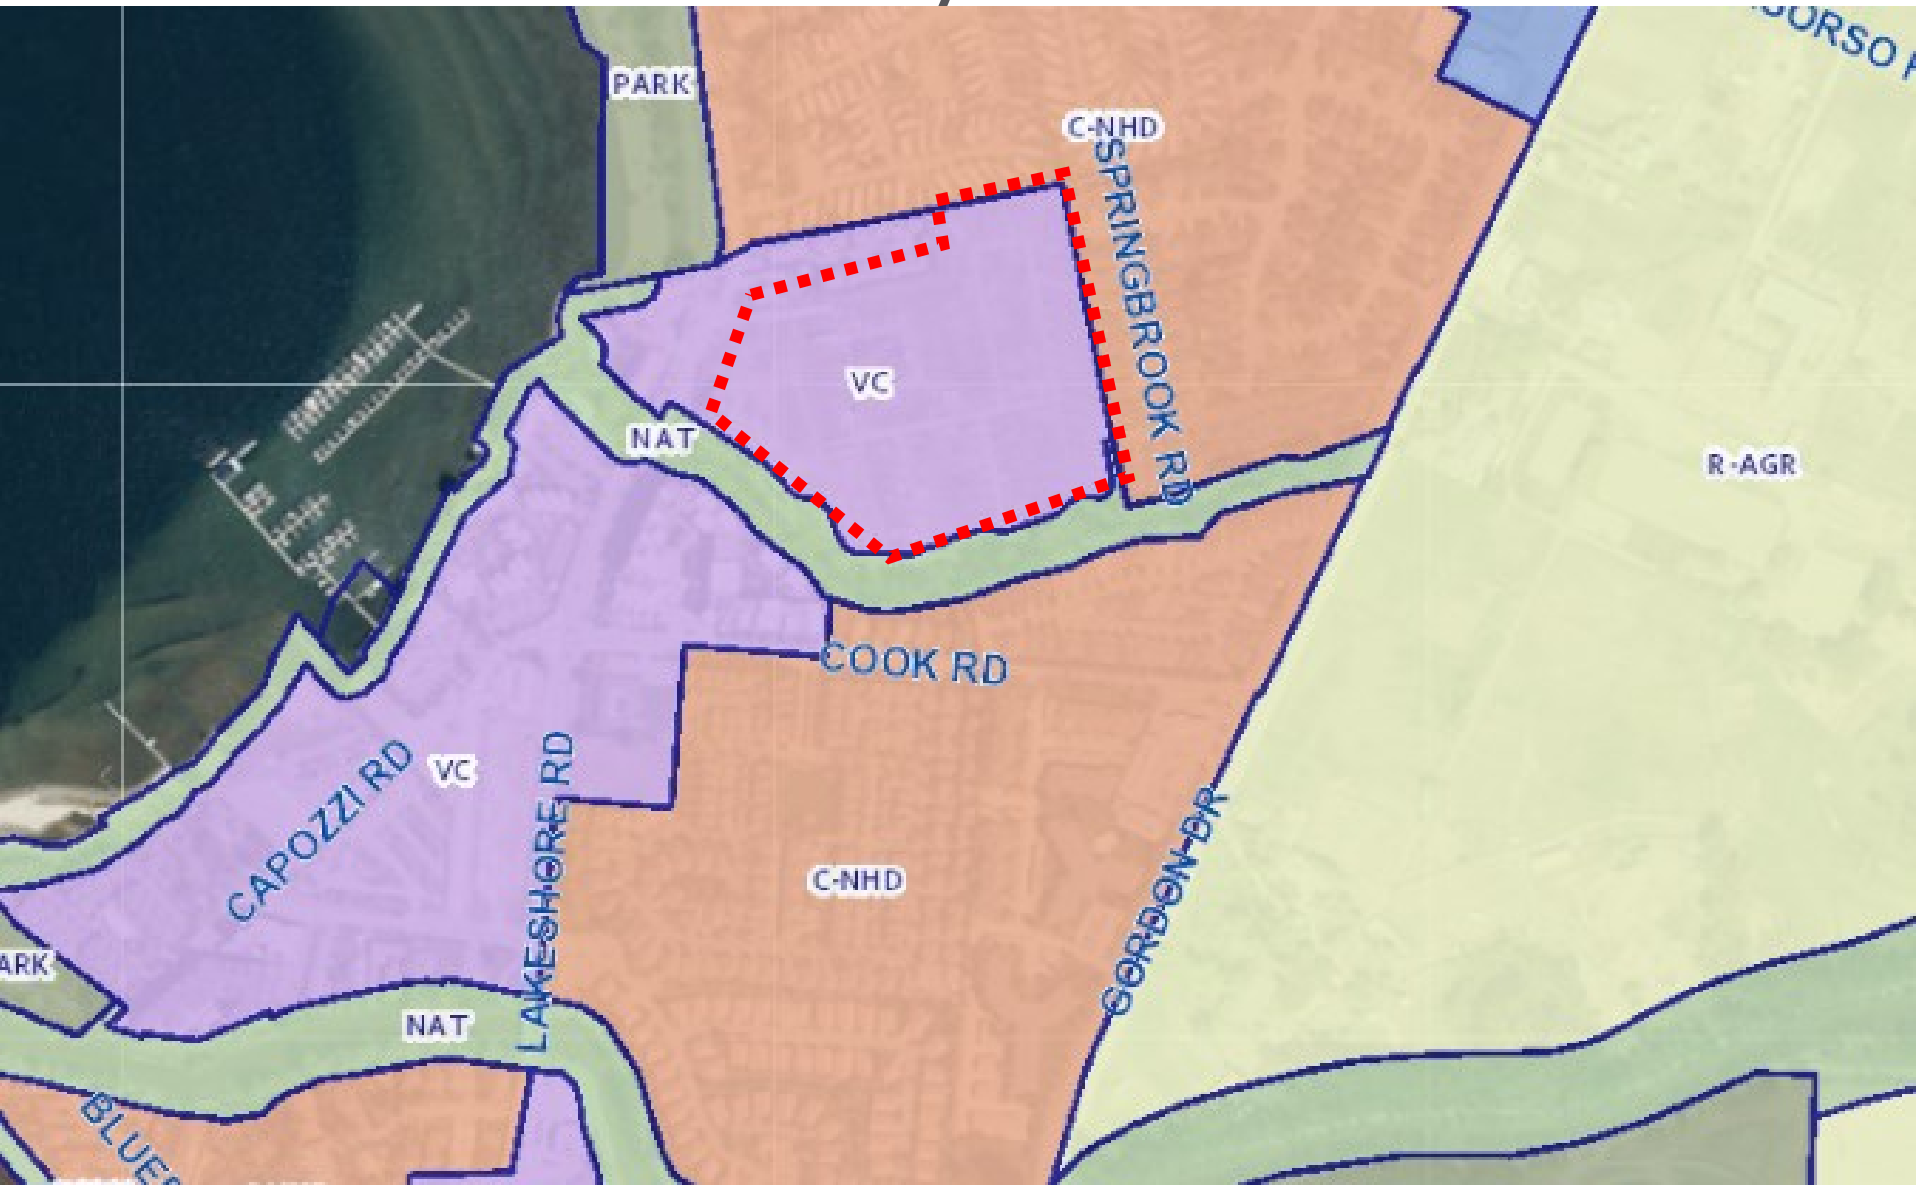 CASORSO R
PARK
C-NHD
SPRINGBROOK RD
VC
NAT
R-AGR
COOK RD
VC
CAPOZZI RD
LAKESHORE RD
GORDON DR
C-NHD
ARK
NAT